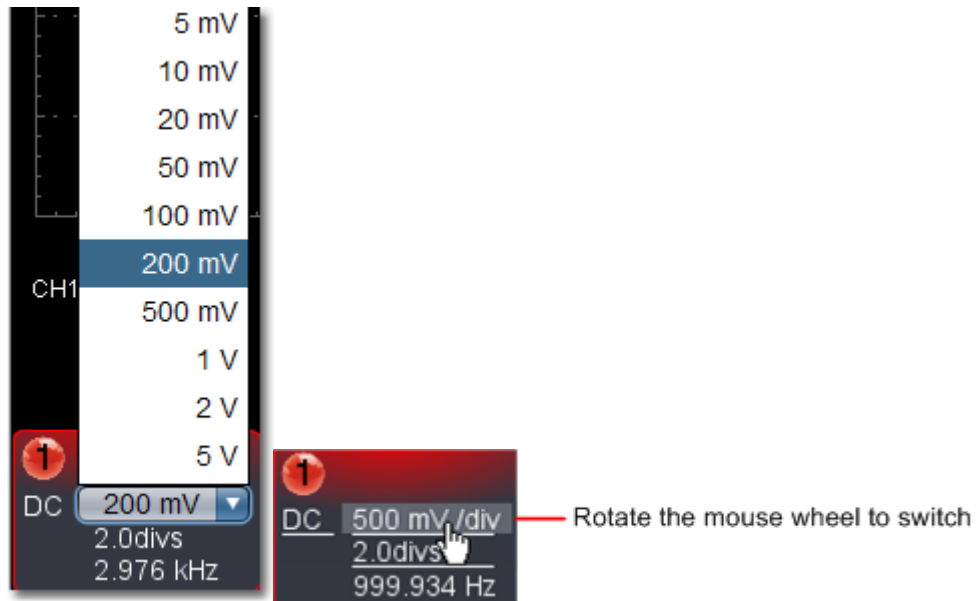 5 mV
10 mV
20 mV
50 mV
100 mV
200 mV
CH1
500 mV
1 V
2 V
5 V
1
DC 200 mV
2.0divs
2.976 kHz
1
DC 500 mV /div
2.0divs
999.934 Hz
Rotate the mouse wheel to switch